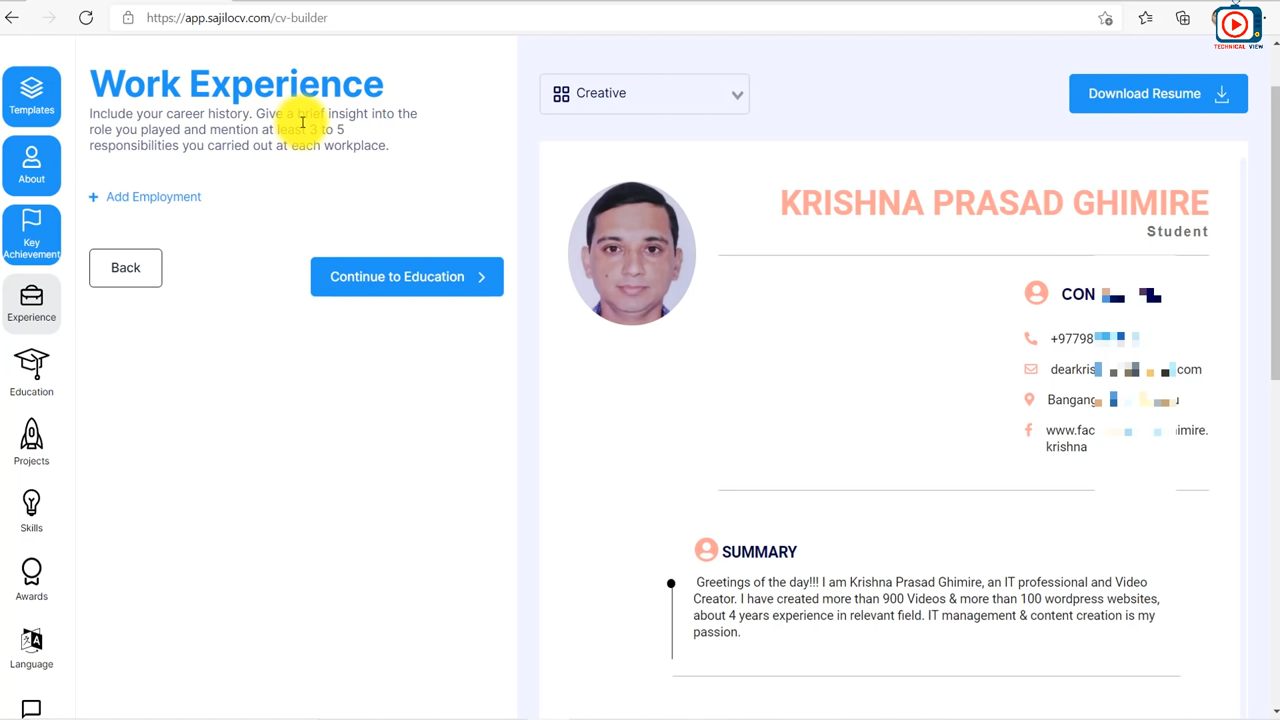 https://app.sajilocv.com/cv-builder
TECHNICAL VIEW
Templates
About
Key
Achievement
Experience
Education
Projects
Skills
Awards
Language
Work Experience
Include your career history. Give a brief insight into the
role you played and mention at least 3 to 5
responsibilities you carried out at each workplace.
+ Add Employment
Back
Continue to Education
Creative
Download Resume
KRISHNA PRASAD GHIMIRE
Student
CON
+97798
dearkris com
Bangang u
www.fac imire.
krishna
SUMMARY
Greetings of the day!!! I am Krishna Prasad Ghimire, an IT professional and Video
Creator. I have created more than 900 Videos & more than 100 wordpress websites,
about 4 years experience in relevant field. IT management & content creation is my
passion.